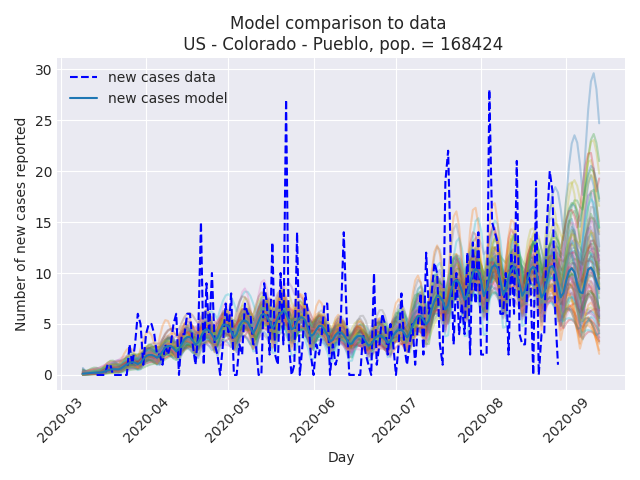 Model comparison to data
US - Colorado - Pueblo, pop. = 168424
new cases data
new cases model
Number of new cases reported
30
25
20
15
10
5
0
2020-03
2020-04
2020-05
2020-06
2020-07
2020-08
2020-09
Day